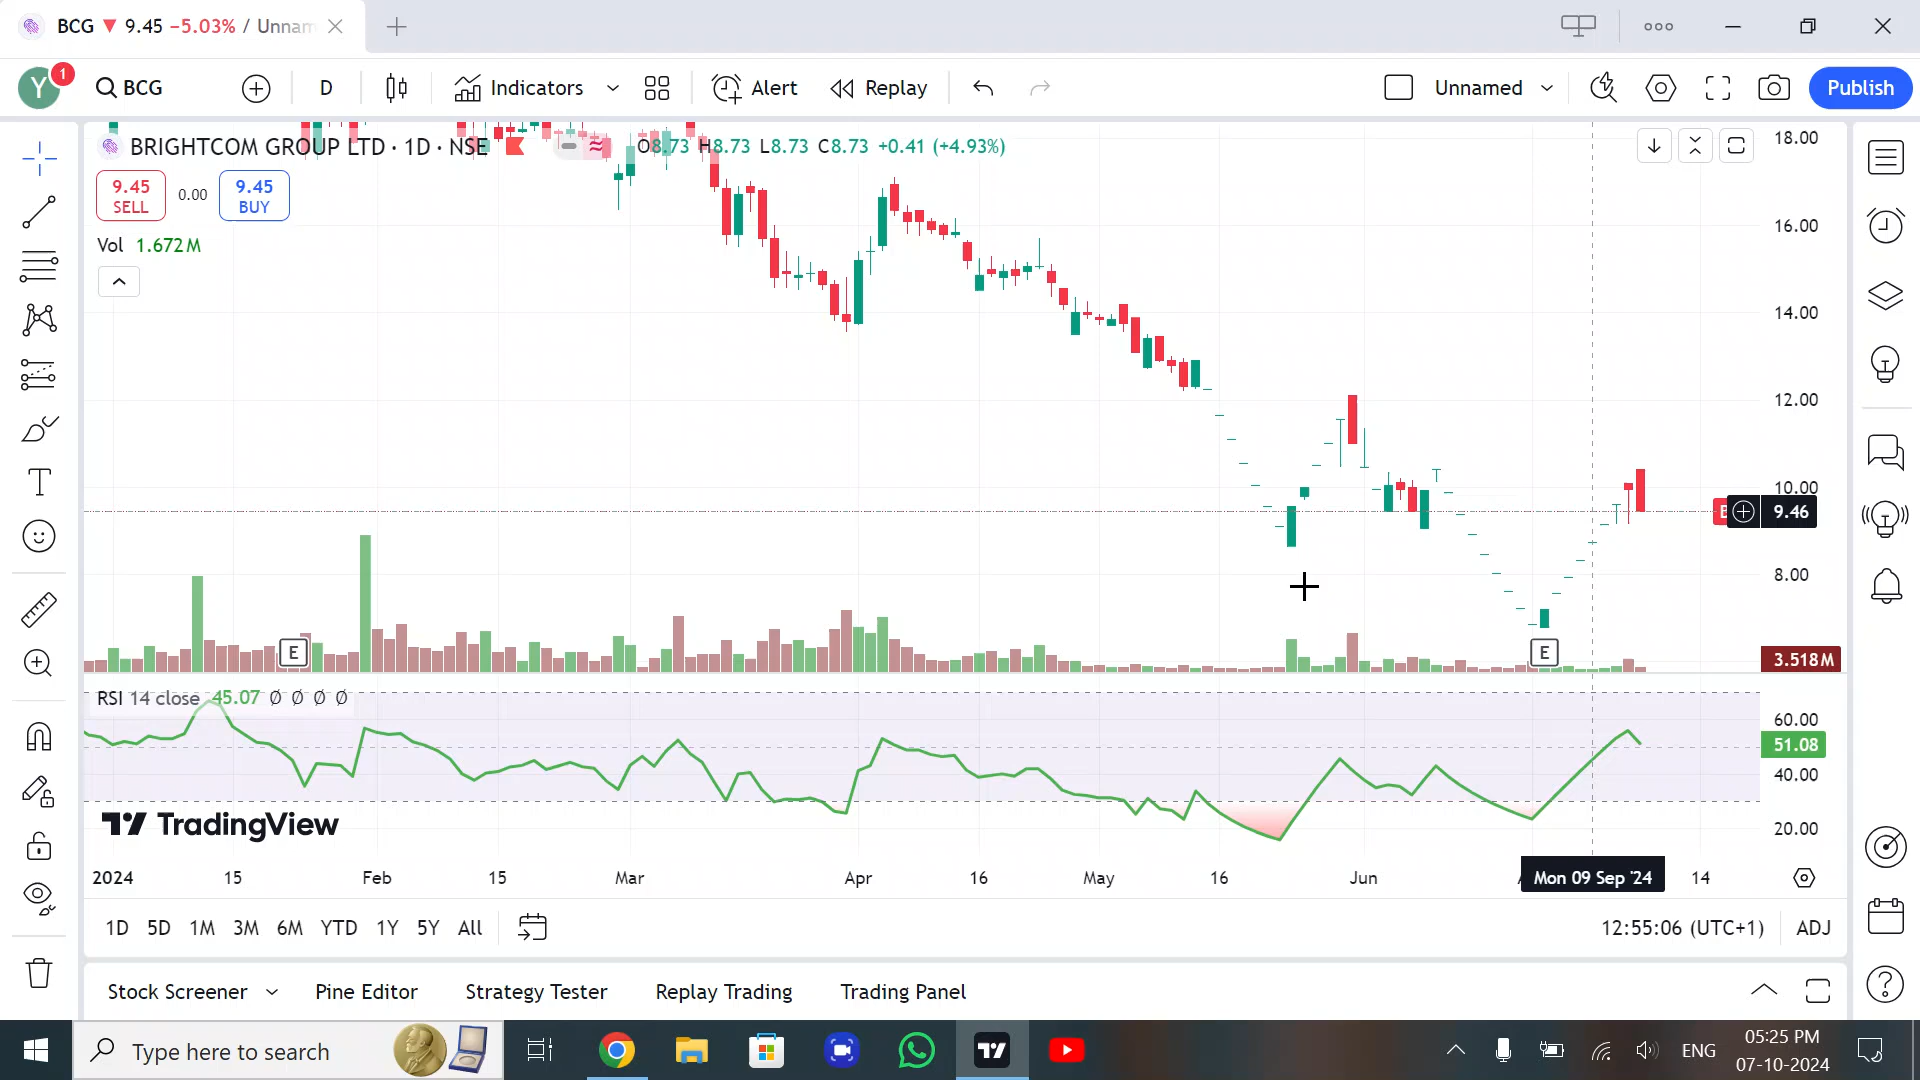 BCG ▼ 9.45 −5.03% / Unnam
Y 1 BCG D Indicators Alert Replay Unnamed Publish
BRIGHTCOM GROUP LTD · 1D · NSE O8.73 H8.73 L8.73 C8.73 +0.41 (+4.93%)
9.45 SELL 0.00 9.45 BUY
Vol 1.672 M
18.00
16.00
14.00
12.00
10.00
9.46
8.00
E E
3.518 M
RSI 14 close 45.07 Ø Ø Ø Ø
60.00
51.08
40.00
20.00
TradingView
2024 15 Feb 15 Mar Apr 16 May 16 Jun Mon 09 Sep '24 14
1D 5D 1M 3M 6M YTD 1Y 5Y All 12:55:06 (UTC+1) ADJ
Stock Screener Pine Editor Strategy Tester Replay Trading Trading Panel
Type here to search ENG 05:25 PM
07-10-2024